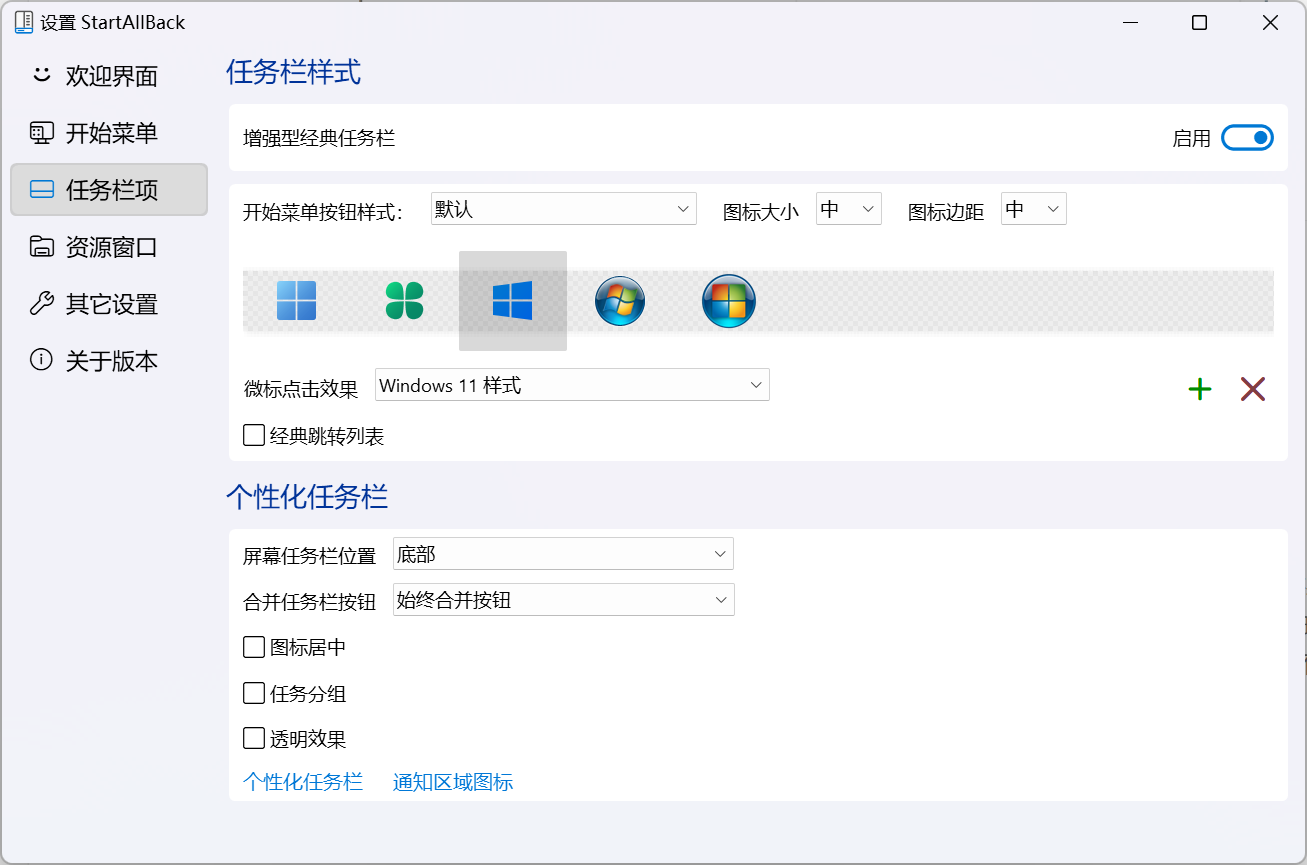 设置 StartAllBack
欢迎界面
开始菜单
任务栏项
资源窗口
其它设置
关于版本
任务栏样式
增强型经典任务栏 启用
开始菜单按钮样式: 默认 图标大小 中 图标边距 中
微标点击效果 Windows 11 样式
经典跳转列表
个性化任务栏
屏幕任务栏位置 底部
合并任务栏按钮 始终合并按钮
图标居中
任务分组
透明效果
个性化任务栏 通知区域图标